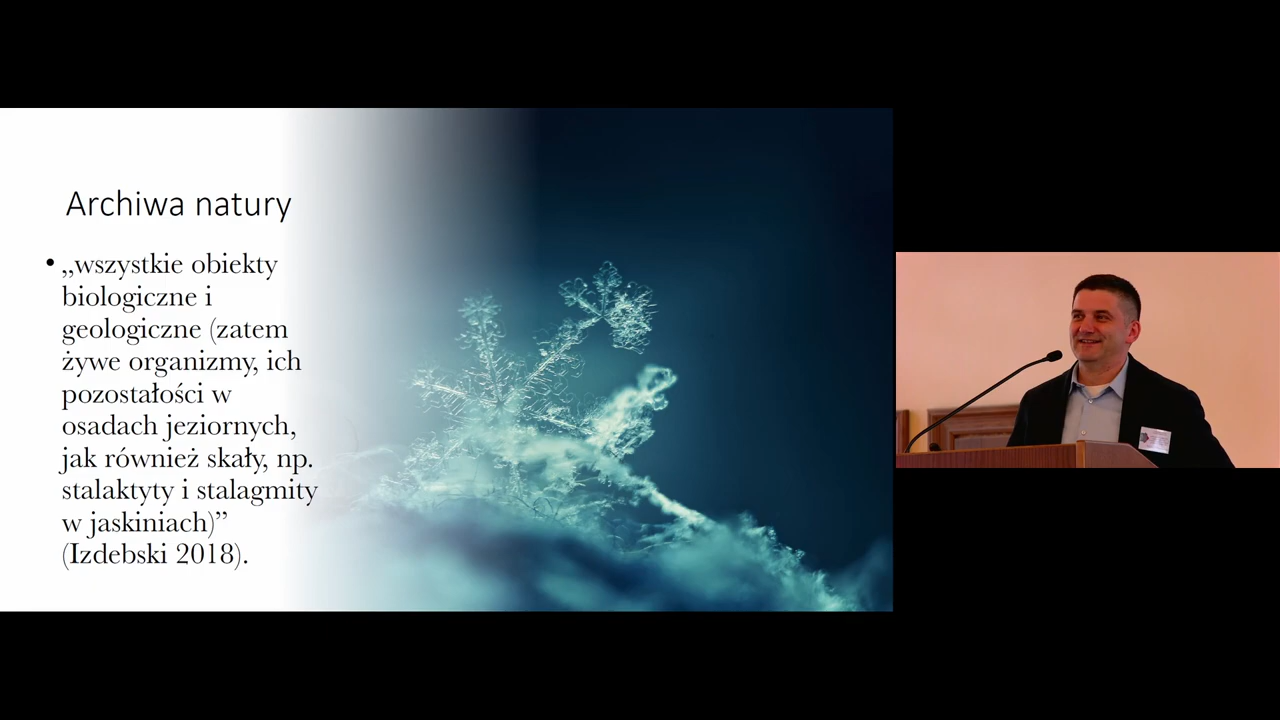 Archiwa natury
• „wszystkie obiekty
biologiczne i
geologiczne (zatem
żywe organizmy, ich
pozostałości w
osadach jeziornych,
jak również skały, np.
stalaktyty i stalagmity
w jaskiniach)”
(Izdebski 2018).